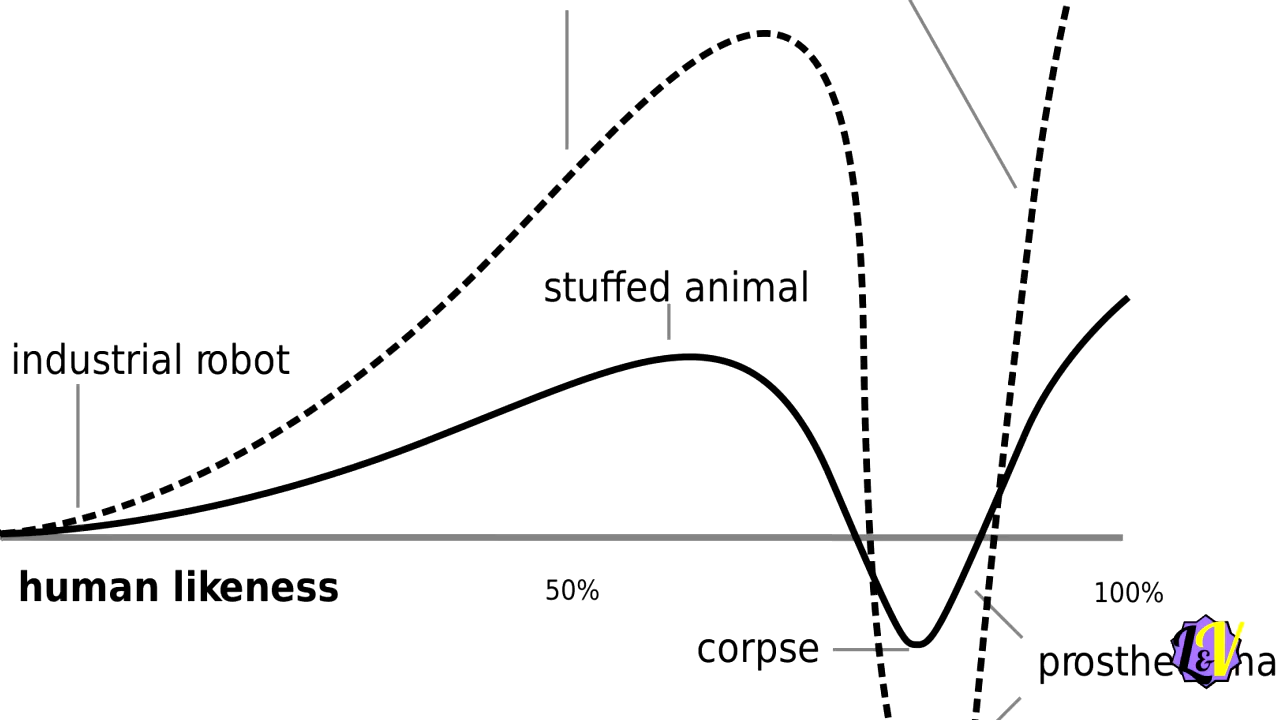 stuffed animal
industrial robot
human likeness
50%
100%
corpse
L&V